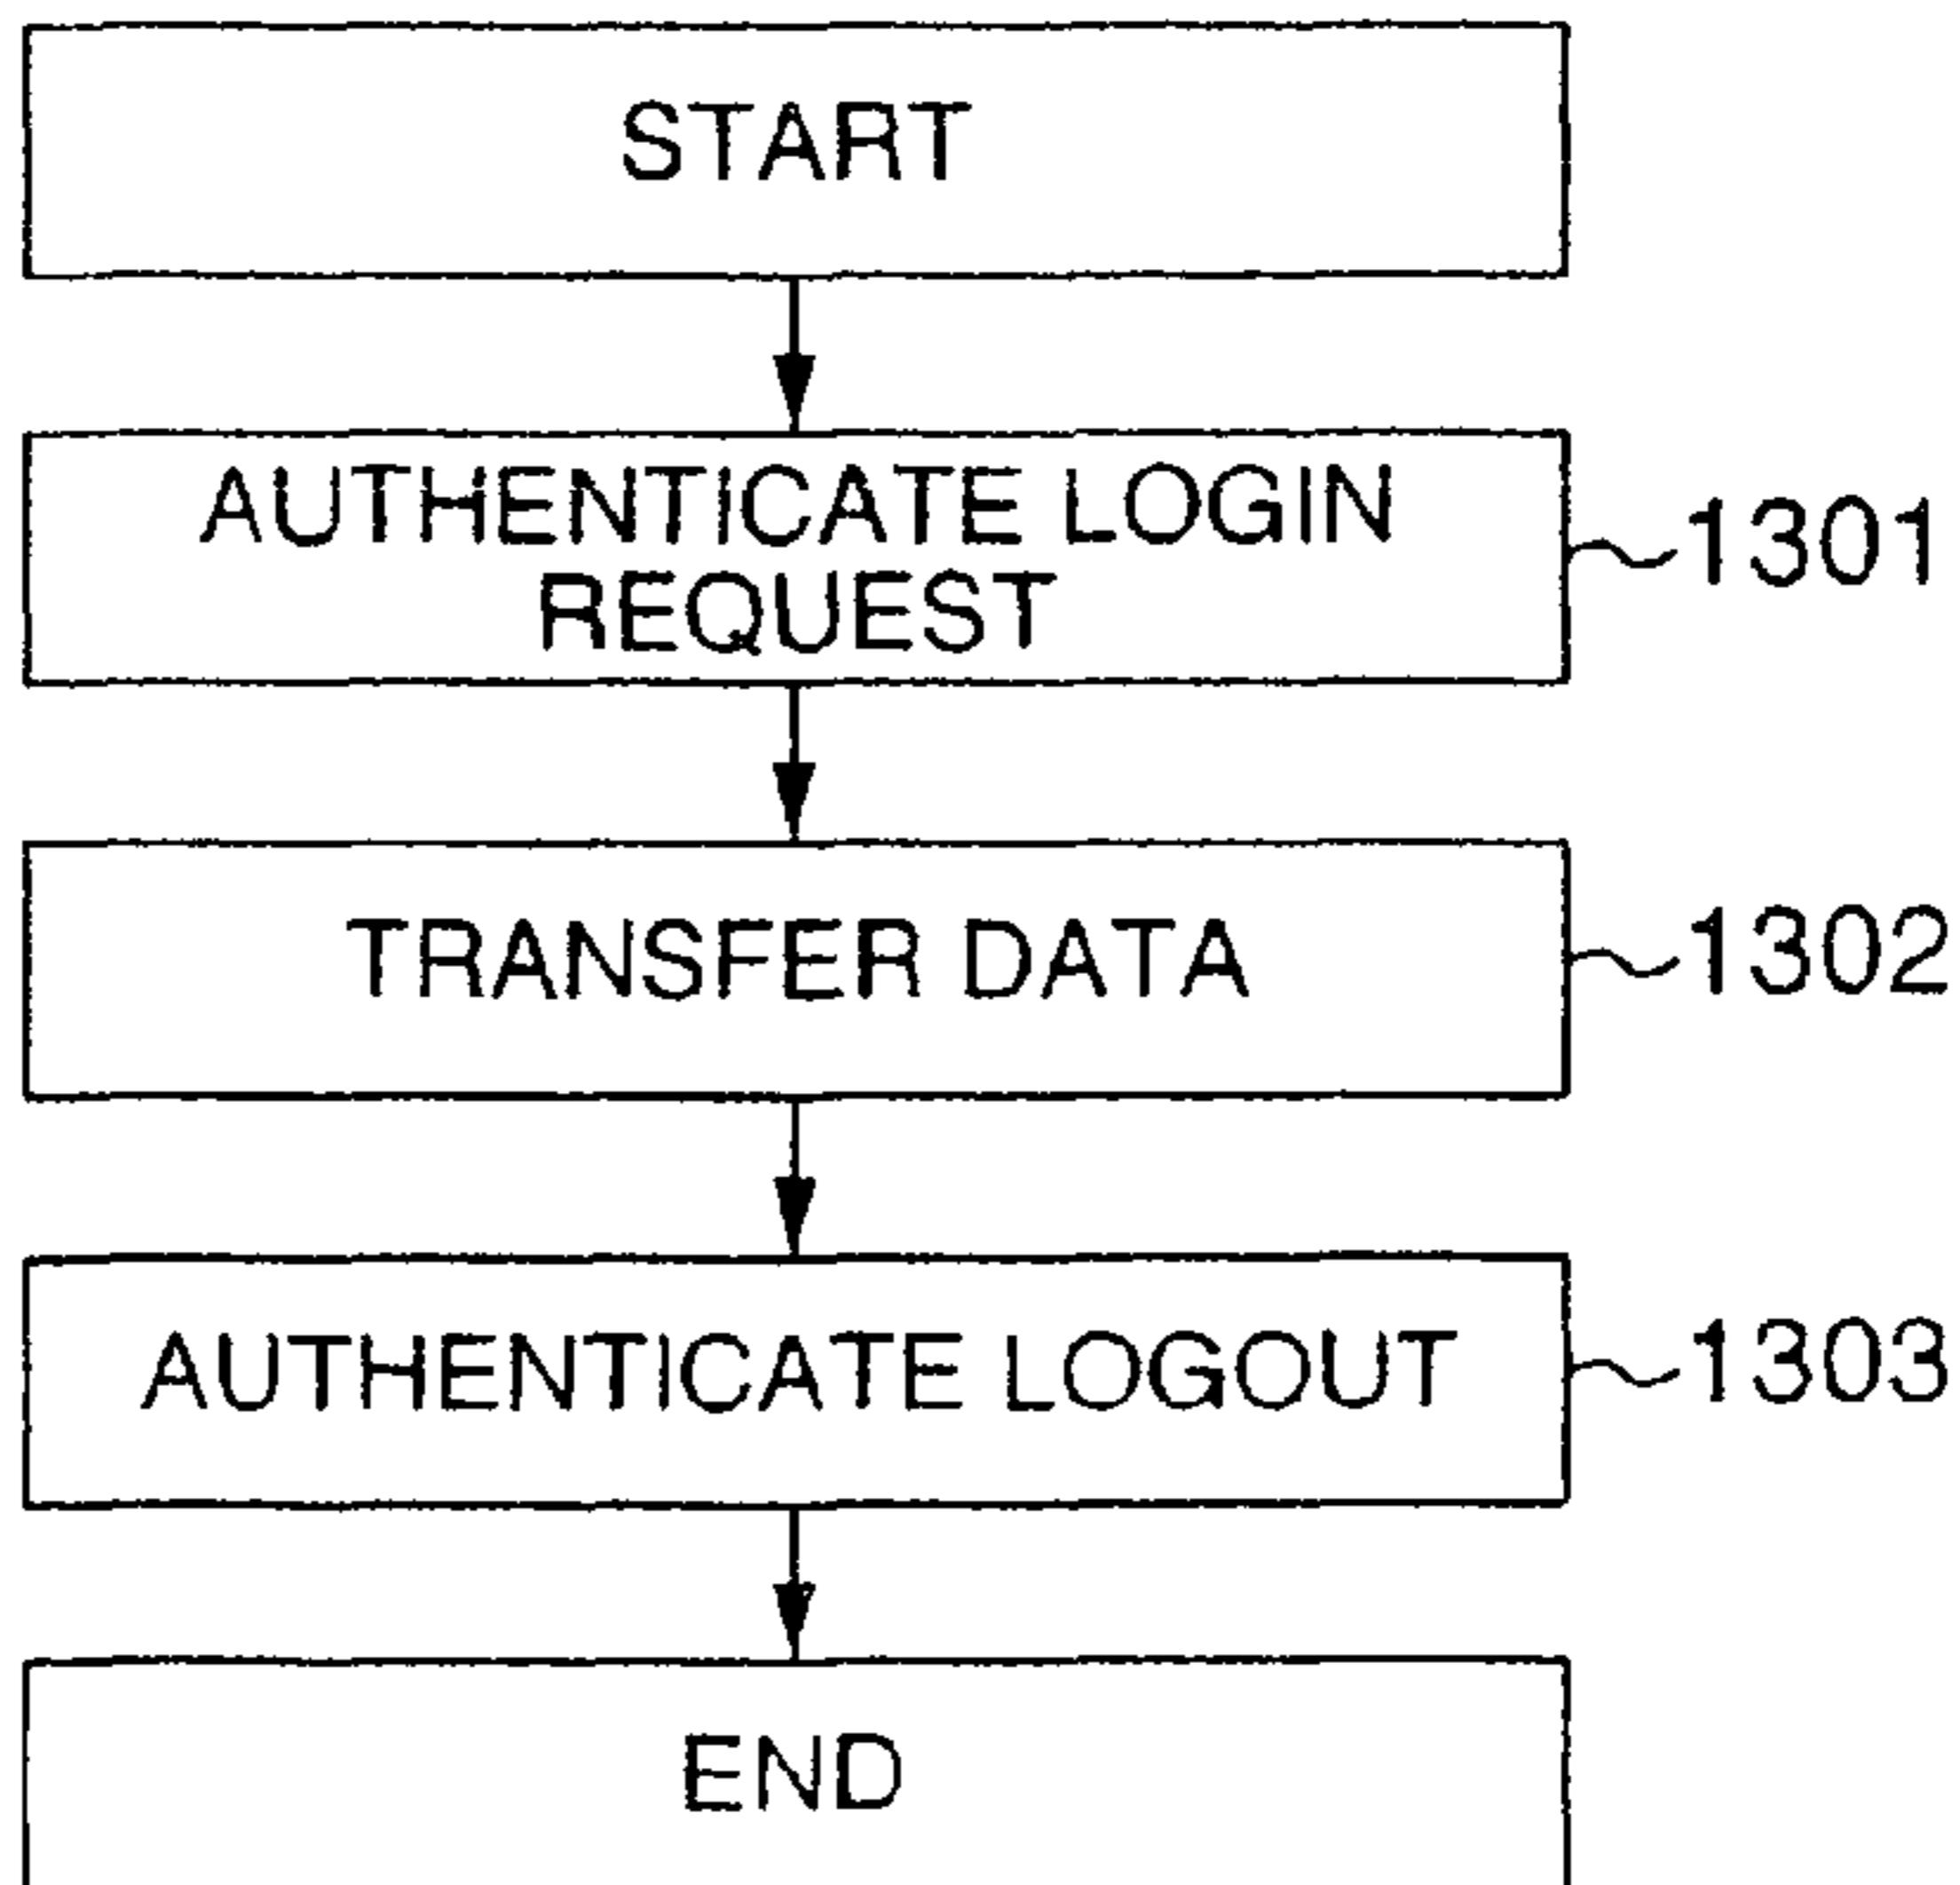 START
AUTHENTICATE LOGIN
REQUEST
1301
TRANSFER DATA
1302
AUTHENTICATE LOGOUT
1303
END